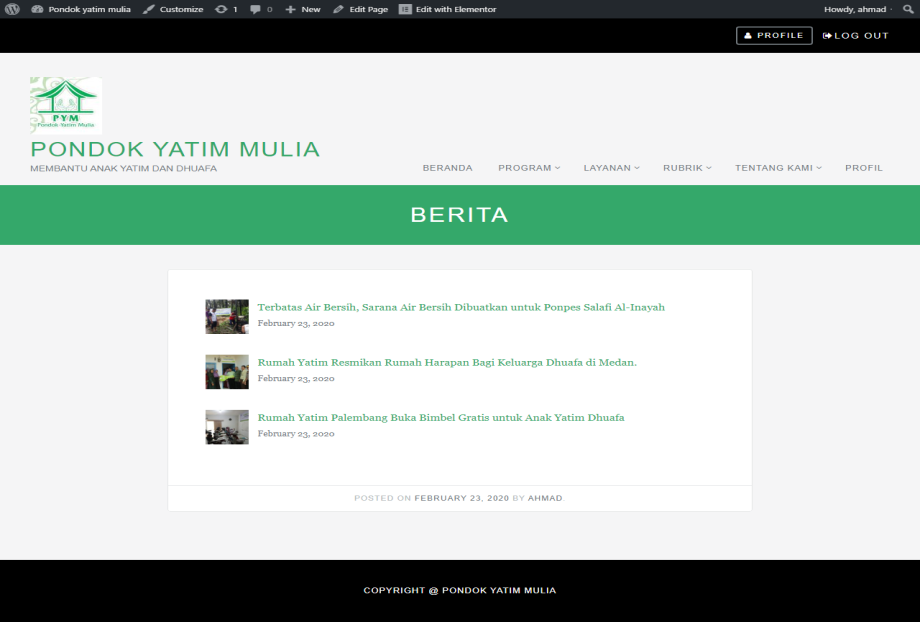 Pondok yatim mulia Customize 1 0 New Edit Page Edit with Elementor Howdy, ahmad
PROFILE LOG OUT
PYM
Pondok Yatim Mulia
PONDOK YATIM MULIA
MEMBANTU ANAK YATIM DAN DHUAFA
BERANDA PROGRAM LAYANAN RUBRIK TENTANG KAMI PROFIL
BERITA
Terbatas Air Bersih, Sarana Air Bersih Dibuatkan untuk Ponpes Salafi Al-Inayah
February 23, 2020
Rumah Yatim Resmikan Rumah Harapan Bagi Keluarga Dhuafa di Medan.
February 23, 2020
Rumah Yatim Palembang Buka Bimbel Gratis untuk Anak Yatim Dhuafa
February 23, 2020
POSTED ON FEBRUARY 23, 2020 BY AHMAD
COPYRIGHT @ PONDOK YATIM MULIA